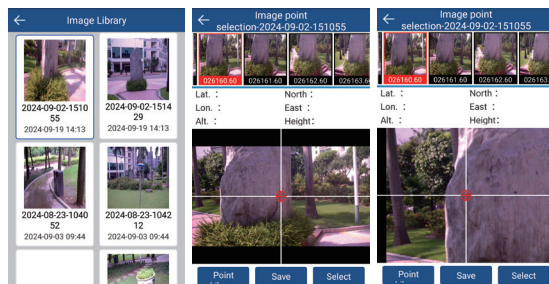 Image Library
2024-09-02-1510
55
2024-09-19 14:13
2024-09-02-1514
29
2024-09-19 14:13
2024-08-23-1040
52
2024-09-03 09:44
2024-08-23-1042
12
2024-09-03 09:44
Image point
selection-2024-09-02-151055
026160.60 026161.60 026162.60 026163.6
Lat. : North :
Lon. : East :
Alt. : Height:
Point Save Select
Image point
selection-2024-09-02-151055
026160.60 026161.60 026162.60 026163.
Lat. : North :
Lon. : East :
Alt. : Height:
Point Save Select